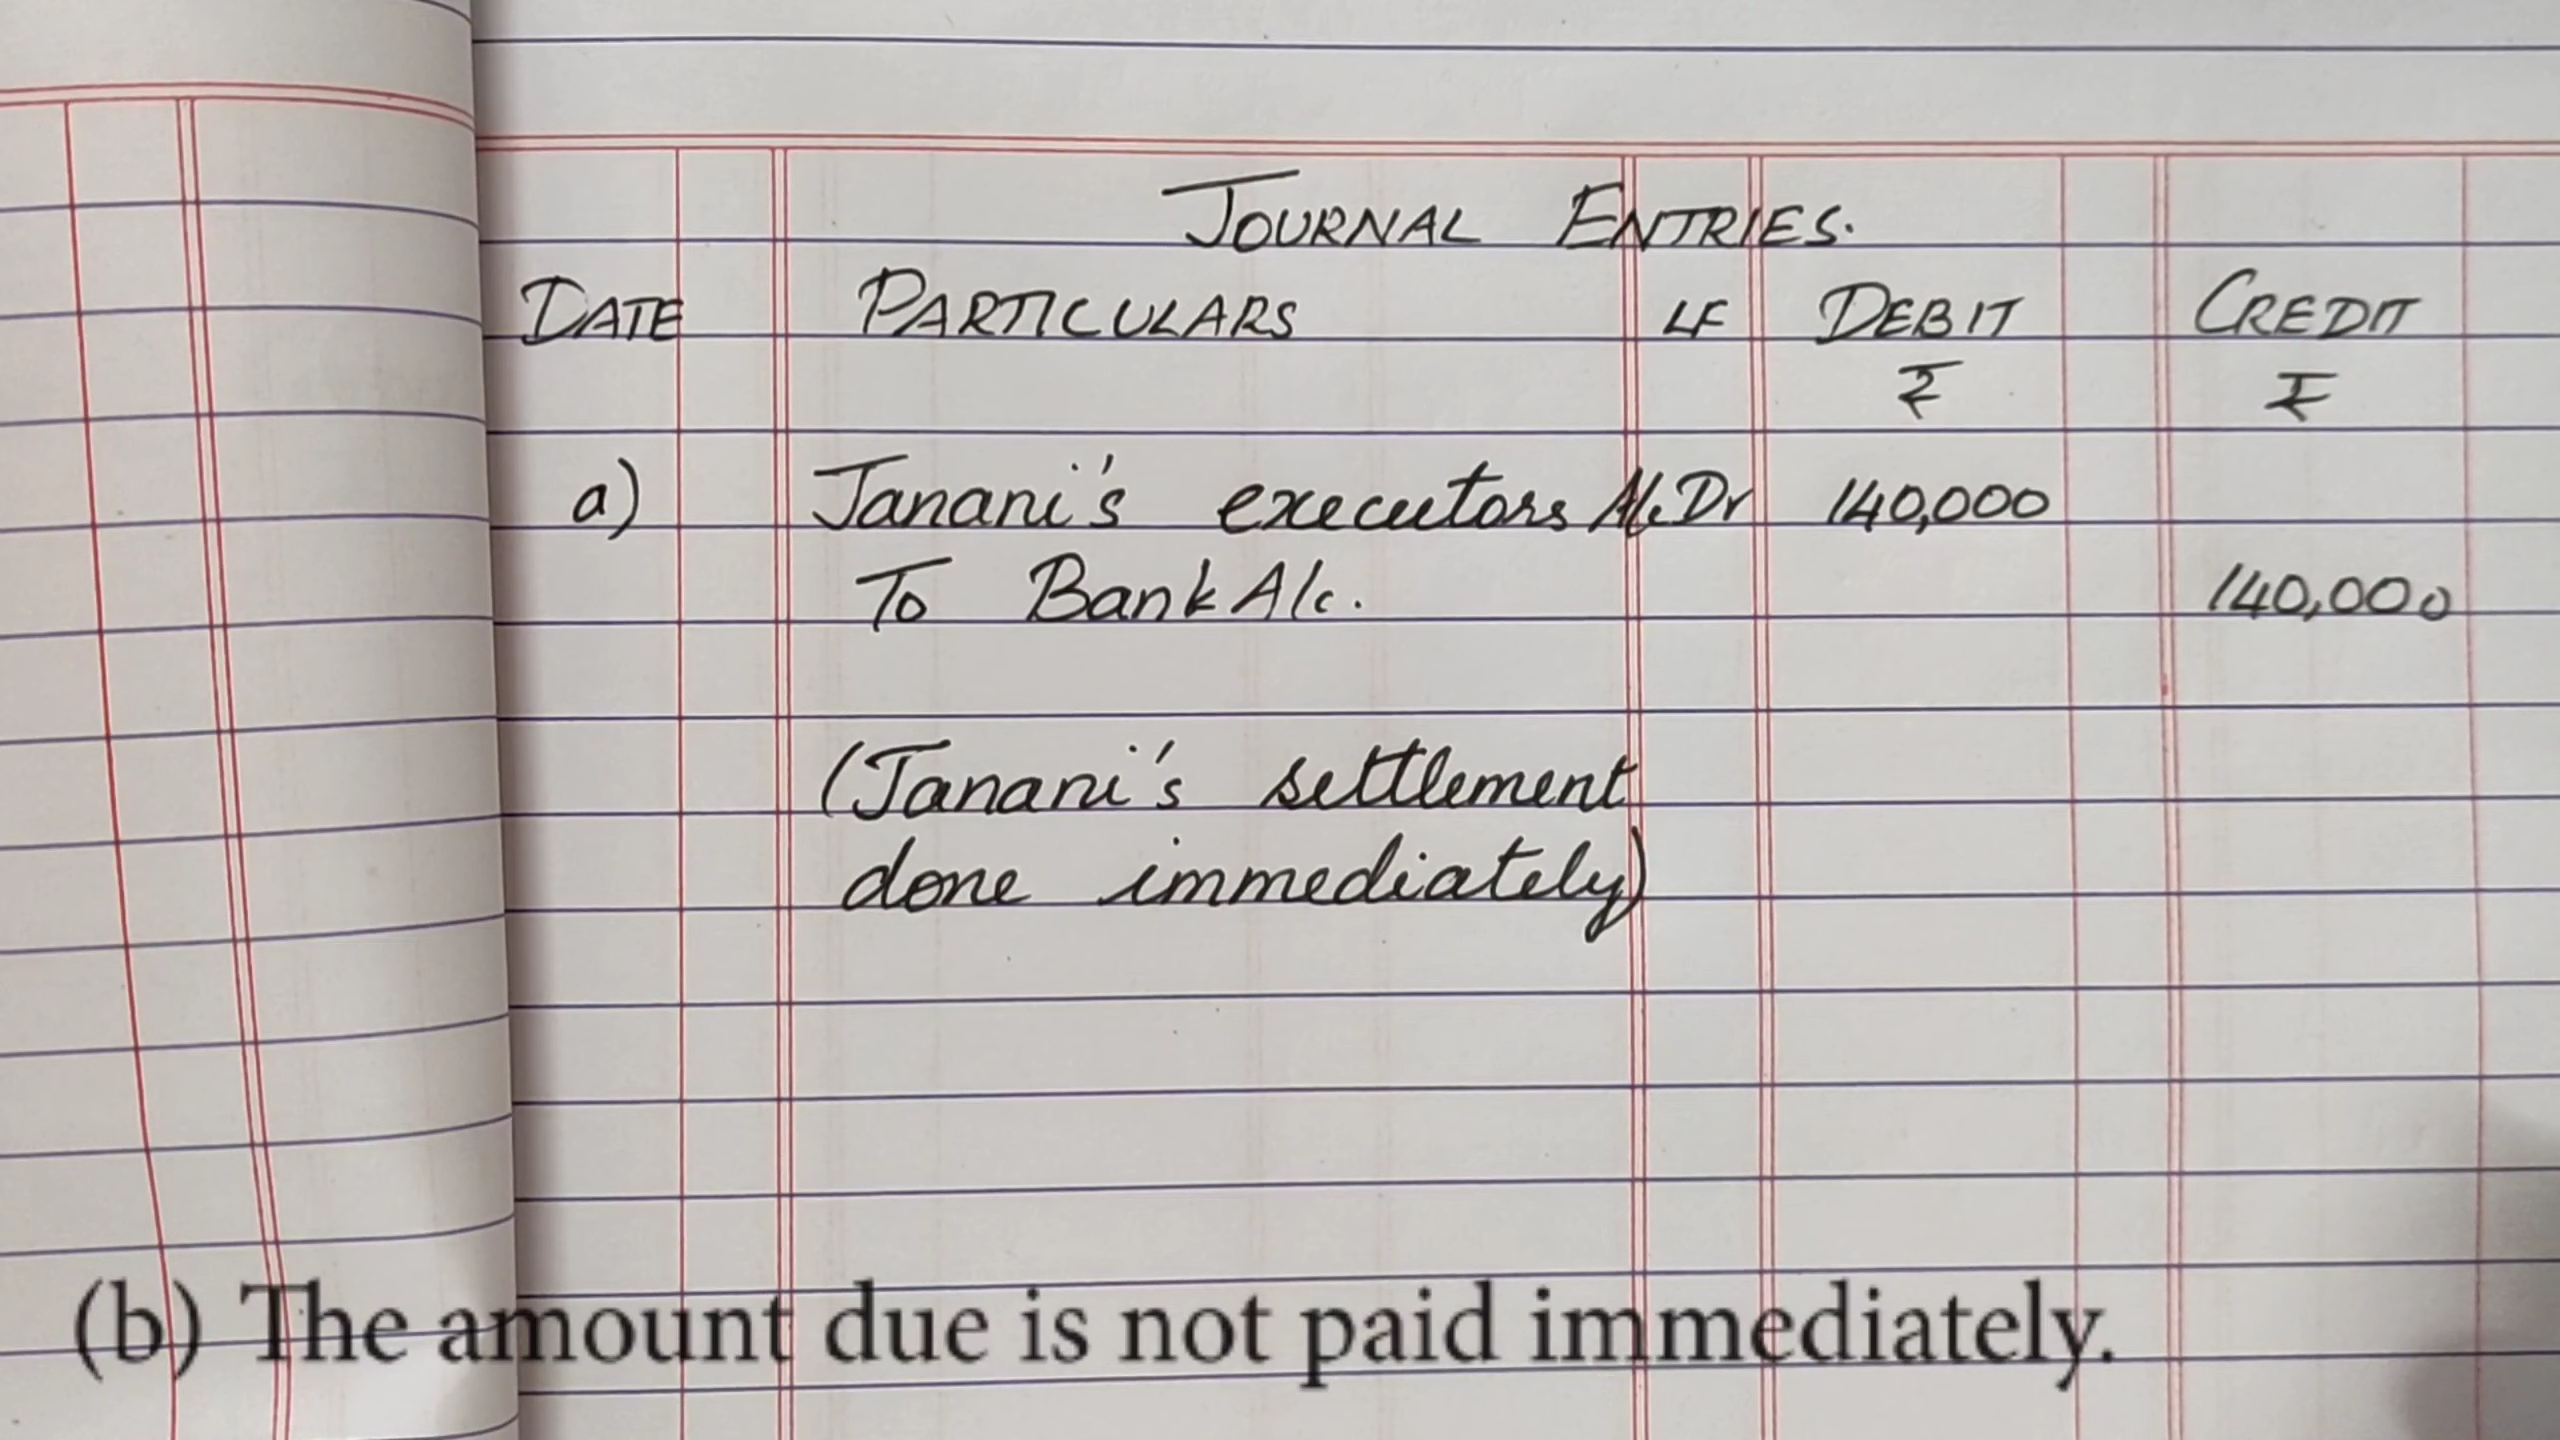 JOURNAL ENTRIES.
DATE PARTICULARS LF DEBIT CREDIT
₹ ₹
a) Janani's executors A/c Dr 140,000
To Bank A/c. 140,000
(Janani's settlement
done immediately)
(b) The amount due is not paid immediately.